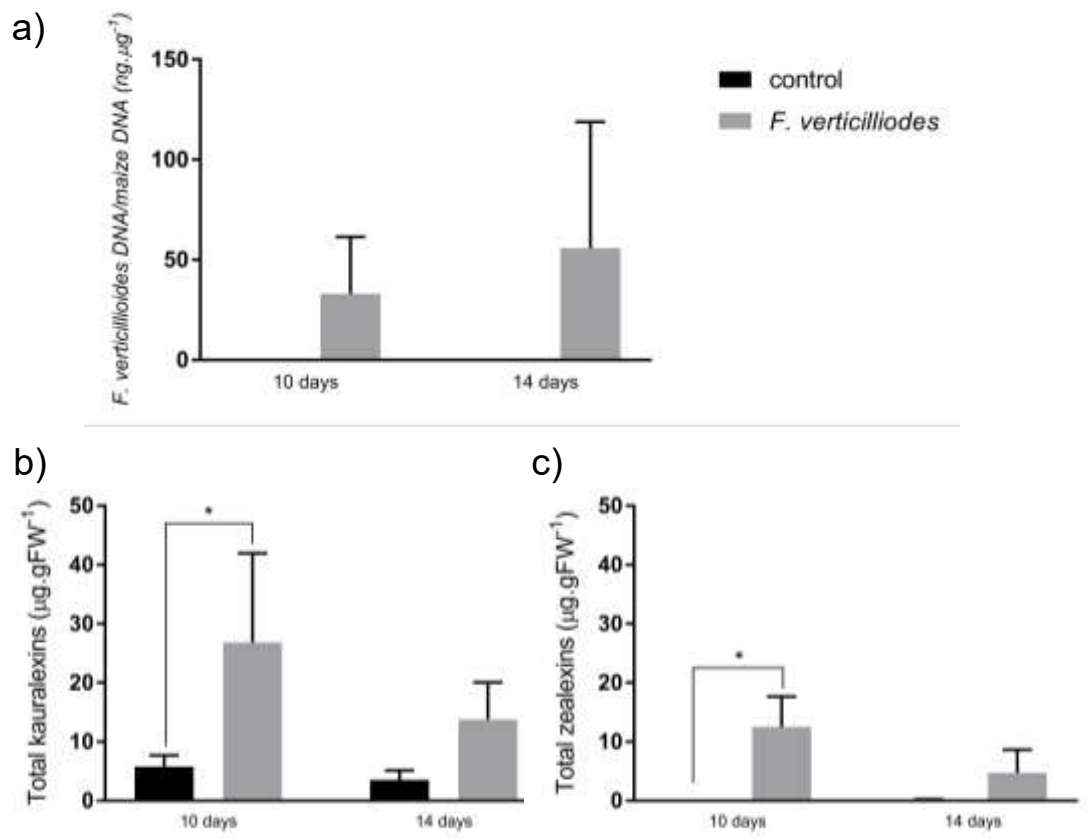 a)
F. verticillioides DNA/maize DNA (ng.µg⁻¹)
150
100
50
0
10 days
14 days
control
F. verticilliodes
b)
Total kauralexins (µg.gFW⁻¹)
50
40
30
20
10
0
*
10 days
14 days
c)
Total zealexins (µg.gFW⁻¹)
50
40
30
20
10
0
*
10 days
14 days